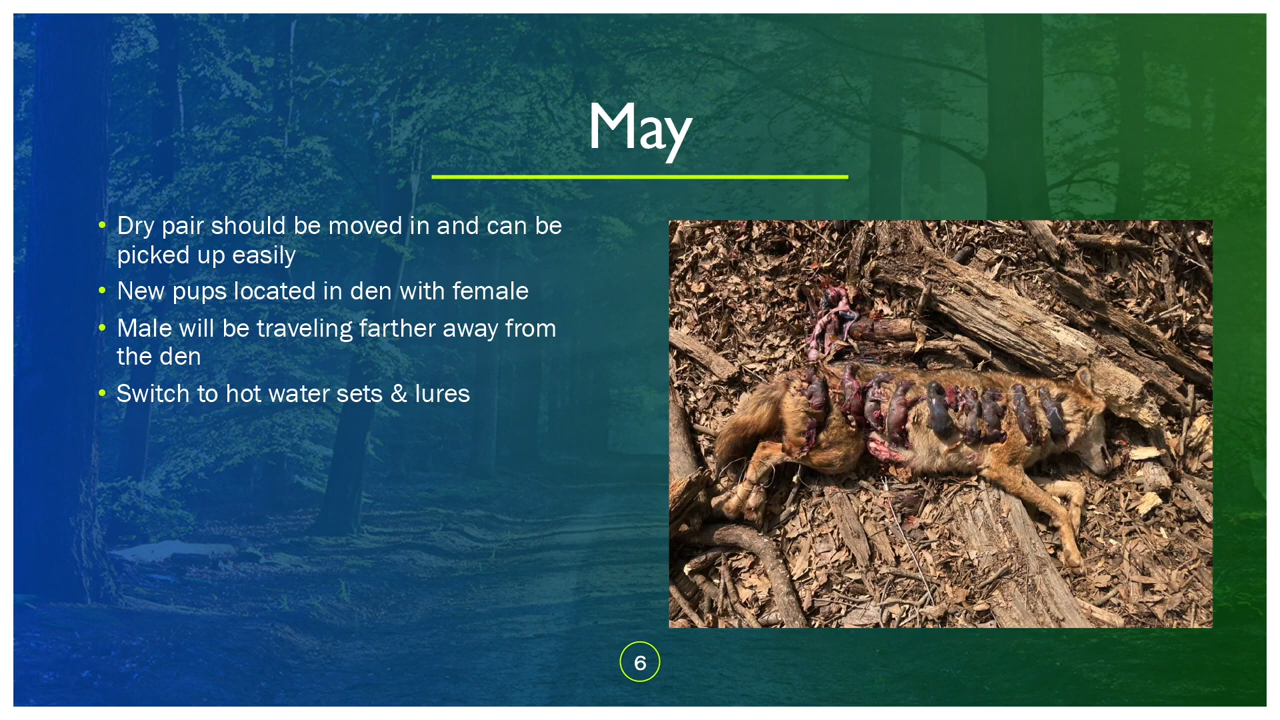 May
• Dry pair should be moved in and can be
picked up easily
• New pups located in den with female
• Male will be traveling farther away from
the den
• Switch to hot water sets & lures
6